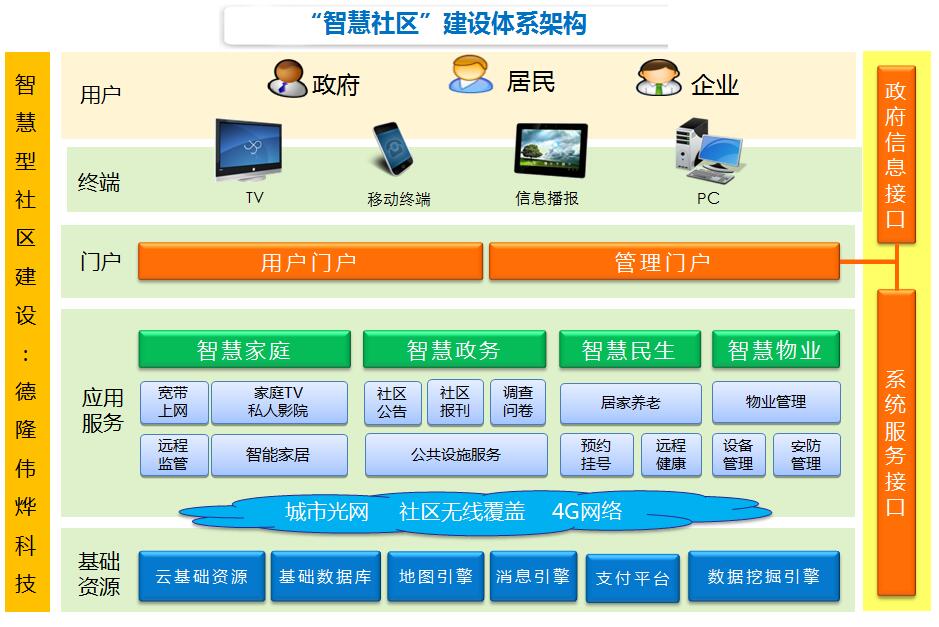 “智慧社区”建设体系架构
智慧型社区建设:德隆伟烨科技
用户
政府
居民
企业
终端
TV
移动终端
信息播报
PC
门户
用户门户
管理门户
应用
服务
智慧家庭
智慧政务
智慧民生
智慧物业
宽带
上网
家庭TV
私人影院
社区
公告
社区
报刊
调查
问卷
居家养老
物业管理
远程
监管
智能家居
公共设施服务
预约
挂号
远程
健康
设备
管理
安防
管理
城市光网 社区无线覆盖 4G网络
基础
资源
云基础资源
基础数据库
地图引擎
消息引擎
支付平台
数据挖掘引擎
政府信息接口
系统服务接口